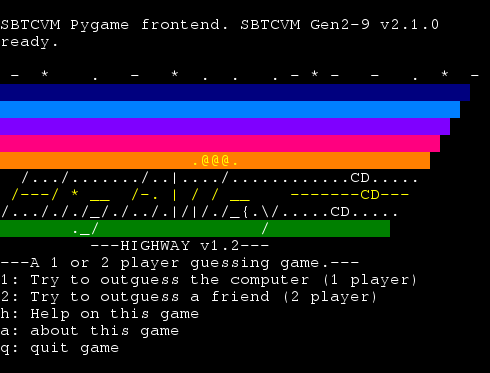 SBTCVM Pygame frontend. SBTCVM Gen2-9 v2.1.0
ready.
- * . - * . . . - * - - . * -
.@@@.
/.../......./..|..../............CD.....
/---/ * __ /-. | / / __ -------CD---
/.../././_/./../.|/|/./_{.\/.....CD.....
._/ /
---HIGHWAY v1.2---
---A 1 or 2 player guessing game.---
1: Try to outguess the computer (1 player)
2: Try to outguess a friend (2 player)
h: Help on this game
a: about this game
q: quit game